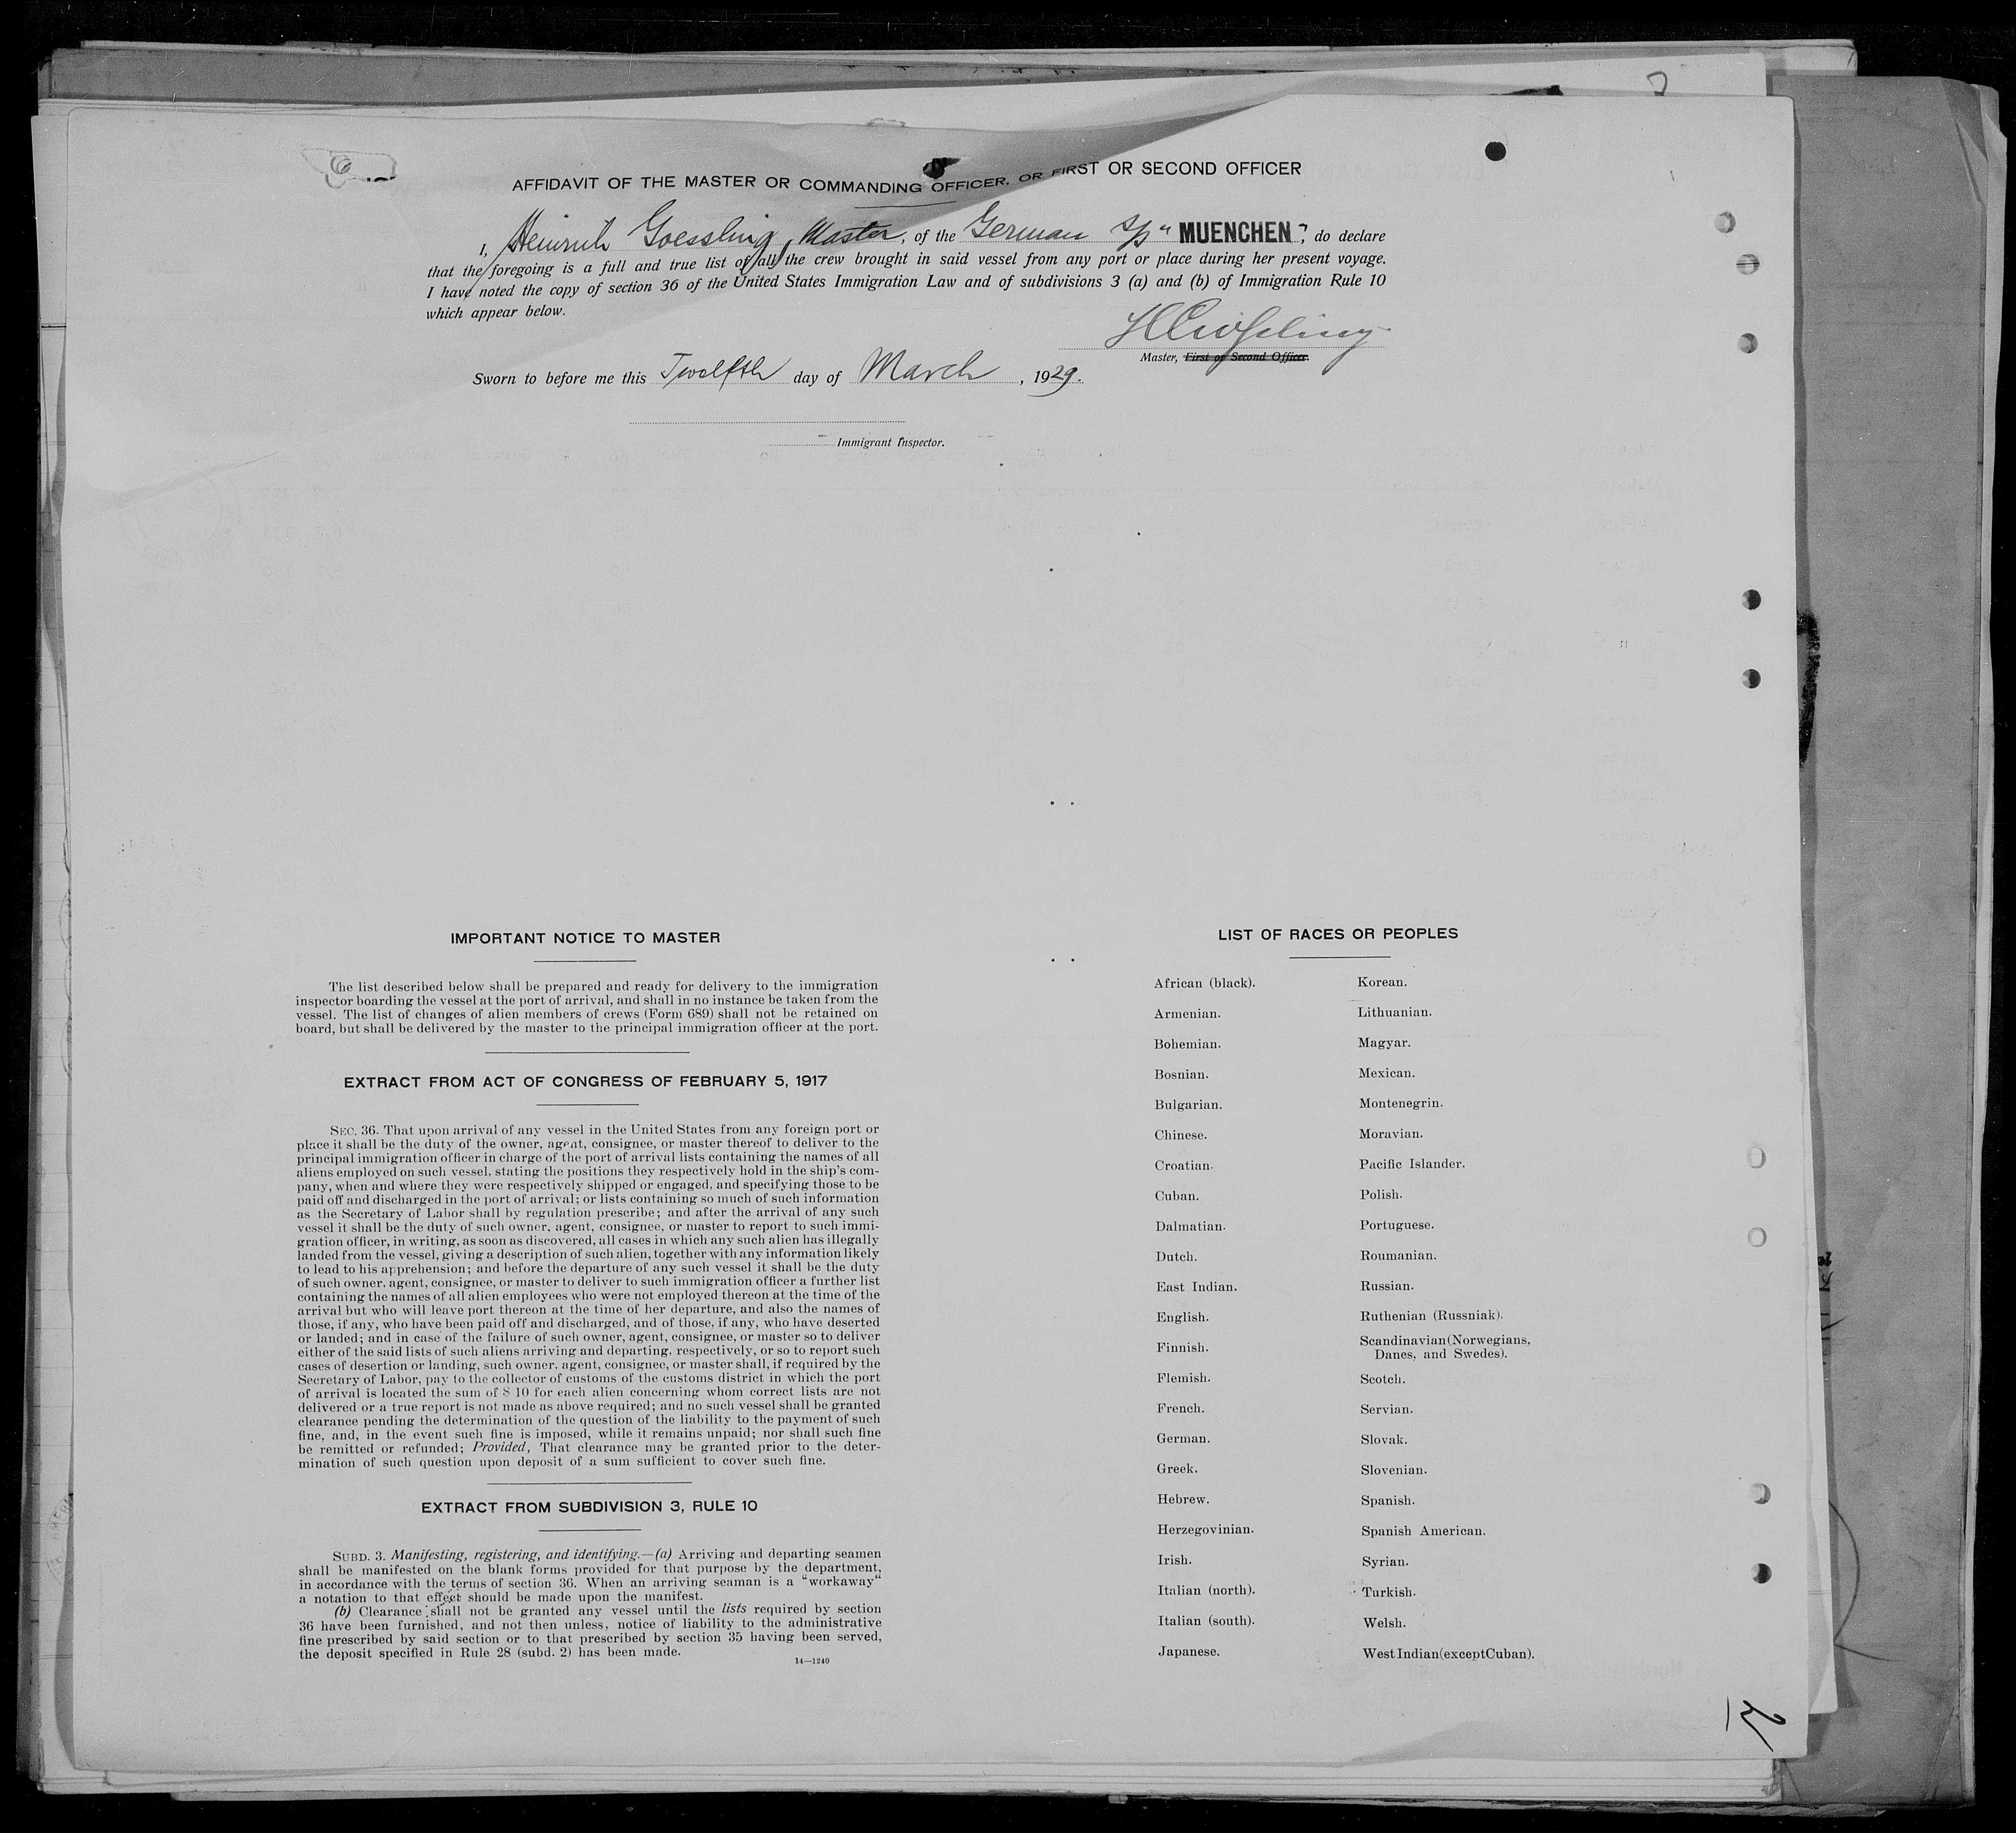 AFFIDAVIT OF THE MASTER OR COMMANDING OFFICER, OR FIRST OR SECOND OFFICER
I, Heinrich Goessling, Master, of the German S/S " MUENCHEN ", do declare
that the foregoing is a full and true list of all the crew brought in said vessel from any port or place during her present voyage.
I have noted the copy of section 36 of the United States Immigration Law and of subdivisions 3 (a) and (b) of Immigration Rule 10
which appear below.
Master, First or Second Officer.
Sworn to before me this Twelfth day of March, 1929.
Immigrant Inspector.
IMPORTANT NOTICE TO MASTER
The list described below shall be prepared and ready for delivery to the immigration
inspector boarding the vessel at the port of arrival, and shall in no instance be taken from the
vessel. The list of changes of alien members of crews (Form 689) shall not be retained on
board, but shall be delivered by the master to the principal immigration officer at the port.
EXTRACT FROM ACT OF CONGRESS OF FEBRUARY 5, 1917
SEC. 36. That upon arrival of any vessel in the United States from any foreign port or
place it shall be the duty of the owner, agent, consignee, or master thereof to deliver to the
principal immigration officer in charge of the port of arrival lists containing the names of all
aliens employed on such vessel, stating the positions they respectively hold in the ship's com-
pany, when and where they were respectively shipped or engaged, and specifying those to be
paid off and discharged in the port of arrival; or lists containing so much of such information
as the Secretary of Labor shall by regulation prescribe; and after the arrival of any such
vessel it shall be the duty of such owner, agent, consignee, or master to report to such immi-
gration officer, in writing, as soon as discovered, all cases in which any such alien has illegally
landed from the vessel, giving a description of such alien, together with any information likely
to lead to his apprehension; and before the departure of any such vessel it shall be the duty
of such owner, agent, consignee, or master to deliver to such immigration officer a further list
containing the names of all alien employees who were not employed thereon at the time of the
arrival but who will leave port thereon at the time of her departure, and also the names of
those, if any, who have been paid off and discharged, and of those, if any, who have deserted
or landed; and in case of the failure of such owner, agent, consignee, or master so to deliver
either of the said lists of such aliens arriving and departing, respectively, or so to report such
cases of desertion or landing, such owner, agent, consignee, or master shall, if required by the
Secretary of Labor, pay to the collector of customs of the customs district in which the port
of arrival is located the sum of $ 10 for each alien concerning whom correct lists are not
delivered or a true report is not made as above required; and no such vessel shall be granted
clearance pending the determination of the question of the liability to the payment of such
fine, and, in the event such fine is imposed, while it remains unpaid; nor shall such fine
be remitted or refunded; Provided, That clearance may be granted prior to the deter-
mination of such question upon deposit of a sum sufficient to cover such fine.
EXTRACT FROM SUBDIVISION 3, RULE 10
SUBD. 3. Manifesting, registering, and identifying.—(a) Arriving and departing seamen
shall be manifested on the blank forms provided for that purpose by the department,
in accordance with the terms of section 36. When an arriving seaman is a "workaway"
a notation to that effect should be made upon the manifest.
(b) Clearance shall not be granted any vessel until the lists required by section
36 have been furnished, and not then unless, notice of liability to the administrative
fine prescribed by said section or to that prescribed by section 35 having been served,
the deposit specified in Rule 28 (subd. 2) has been made.
14—1240
LIST OF RACES OR PEOPLES
African (black).
Armenian.
Bohemian.
Bosnian.
Bulgarian.
Chinese.
Croatian.
Cuban.
Dalmatian.
Dutch.
East Indian.
English.
Finnish.
Flemish.
French.
German.
Greek.
Hebrew.
Herzegovinian.
Irish.
Italian (north).
Italian (south).
Japanese.
Korean.
Lithuanian.
Magyar.
Mexican.
Montenegrin.
Moravian.
Pacific Islander.
Polish.
Portuguese.
Roumanian.
Russian.
Ruthenian (Russniak).
Scandinavian (Norwegians,
Danes, and Swedes).
Scotch.
Servian.
Slovak.
Slovenian.
Spanish.
Spanish American.
Syrian.
Turkish.
Welsh.
West Indian (except Cuban).